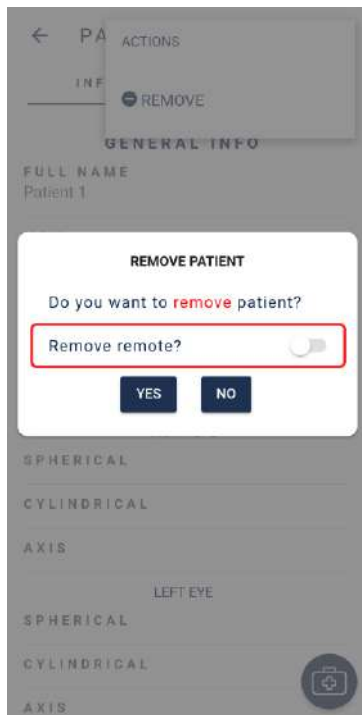 PA
ACTIONS
INF
REMOVE
GENERAL INFO
FULL NAME
Patient 1
REMOVE PATIENT
Do you want to remove patient?
Remove remote?
YES
NO
SPHERICAL
CYLINDRICAL
AXIS
LEFT EYE
SPHERICAL
CYLINDRICAL
AXIS